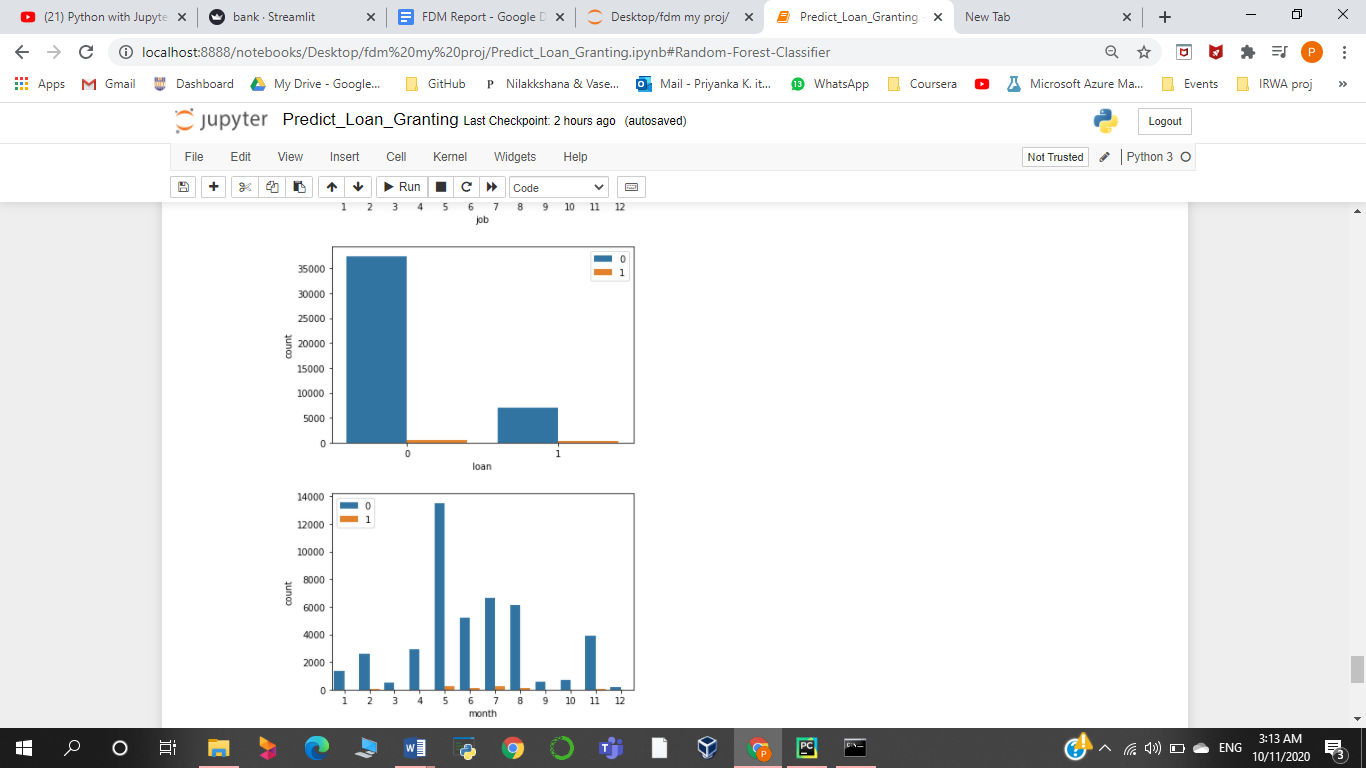 (21) Python with Jupyte
bank · Streamlit
FDM Report - Google D
Desktop/fdm my proj/
Predict_Loan_Granting
New Tab
localhost:8888/notebooks/Desktop/fdm%20my%20proj/Predict_Loan_Granting.ipynb#Random-Forest-Classifier
P
Apps
Gmail
Dashboard
My Drive - Google...
GitHub
P Nilakkshana & Vase...
Mail - Priyanka K. it...
13 WhatsApp
Coursera
Microsoft Azure Ma...
Events
IRWA proj
»
jupyter Predict_Loan_Granting Last Checkpoint: 2 hours ago (autosaved)
Logout
File Edit View Insert Cell Kernel Widgets Help
Not Trusted
Python 3
Run
Code
1 2 3 4 5 6 7 8 9 10 11 12
job
0
1
35000
30000
25000
20000
15000
10000
5000
0
count
0 1
loan
0
1
14000
12000
10000
8000
6000
4000
2000
0
count
1 2 3 4 5 6 7 8 9 10 11 12
month
W
P
PC
ENG
3:13 AM
10/11/2020
3